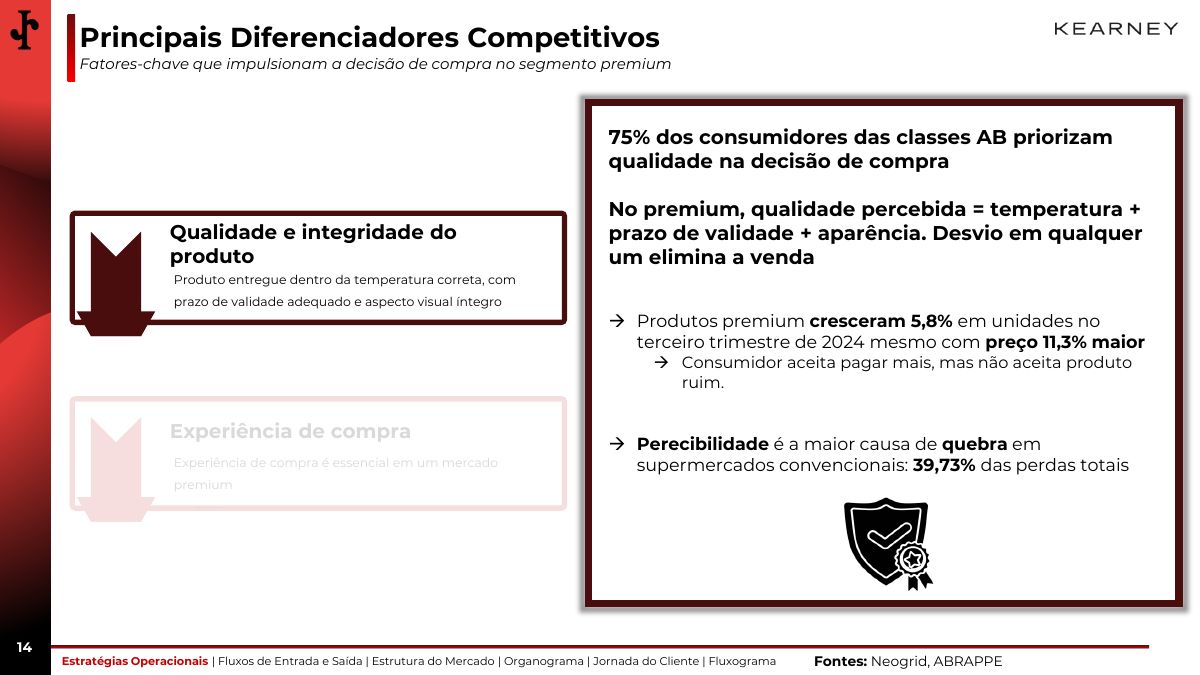 Principais Diferenciadores Competitivos
KEARNEY
Fatores-chave que impulsionam a decisão de compra no segmento premium
Qualidade e integridade do
produto
Produto entregue dentro da temperatura correta, com
prazo de validade adequado e aspecto visual íntegro
Experiência de compra
Experiência de compra é essencial em um mercado
premium
75% dos consumidores das classes AB priorizam
qualidade na decisão de compra
No premium, qualidade percebida = temperatura +
prazo de validade + aparência. Desvio em qualquer
um elimina a venda
→ Produtos premium cresceram 5,8% em unidades no
terceiro trimestre de 2024 mesmo com preço 11,3% maior
→ Consumidor aceita pagar mais, mas não aceita produto
ruim.
→ Perecibilidade é a maior causa de quebra em
supermercados convencionais: 39,73% das perdas totais
14
Estratégias Operacionais | Fluxos de Entrada e Saída | Estrutura do Mercado | Organograma | Jornada do Cliente | Fluxograma
Fontes: Neogrid, ABRAPPE